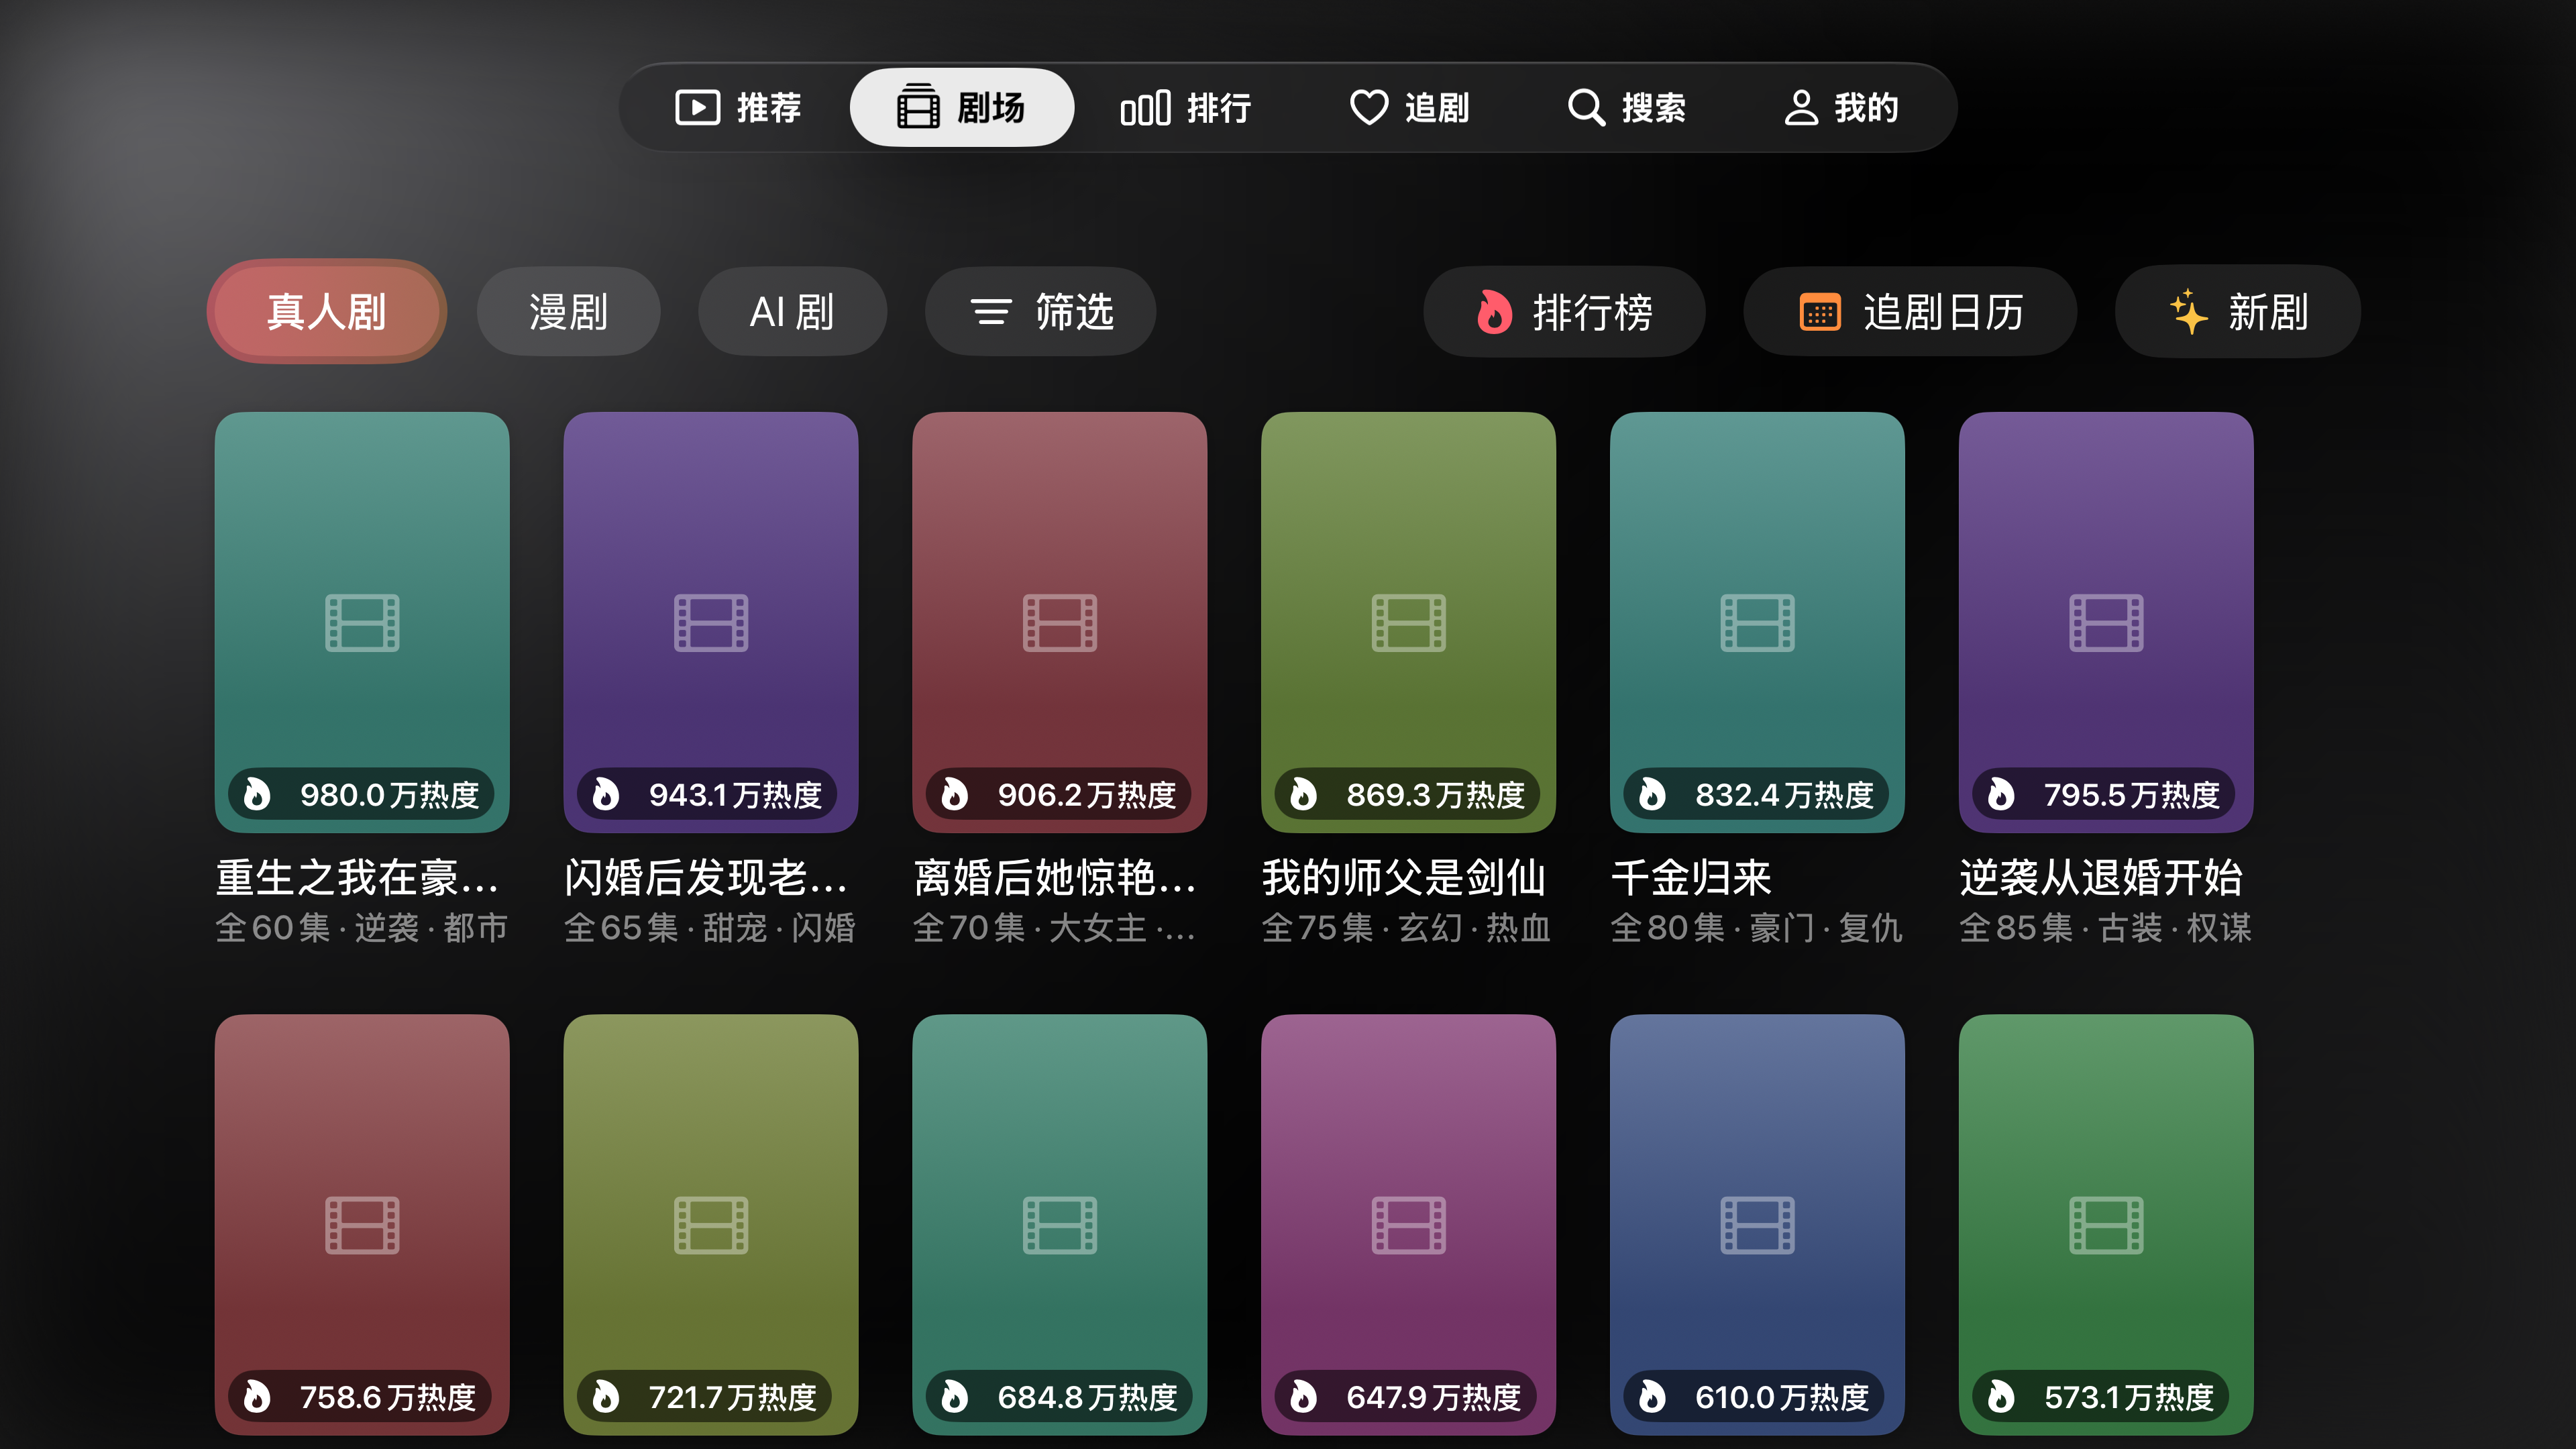 推荐 剧场 排行 追剧 搜索 我的
真人剧 漫剧 AI 剧 筛选 排行榜 追剧日历 新剧
980.0万热度 943.1万热度 906.2万热度 869.3万热度 832.4万热度 795.5万热度
重生之我在豪… 闪婚后发现老… 离婚后她惊艳… 我的师父是剑仙 千金归来 逆袭从退婚开始
全60集 · 逆袭 · 都市 全65集 · 甜宠 · 闪婚 全70集 · 大女主 ·… 全75集 · 玄幻 · 热血 全80集 · 豪门 · 复仇 全85集 · 古装 · 权谋
758.6万热度 721.7万热度 684.8万热度 647.9万热度 610.0万热度 573.1万热度